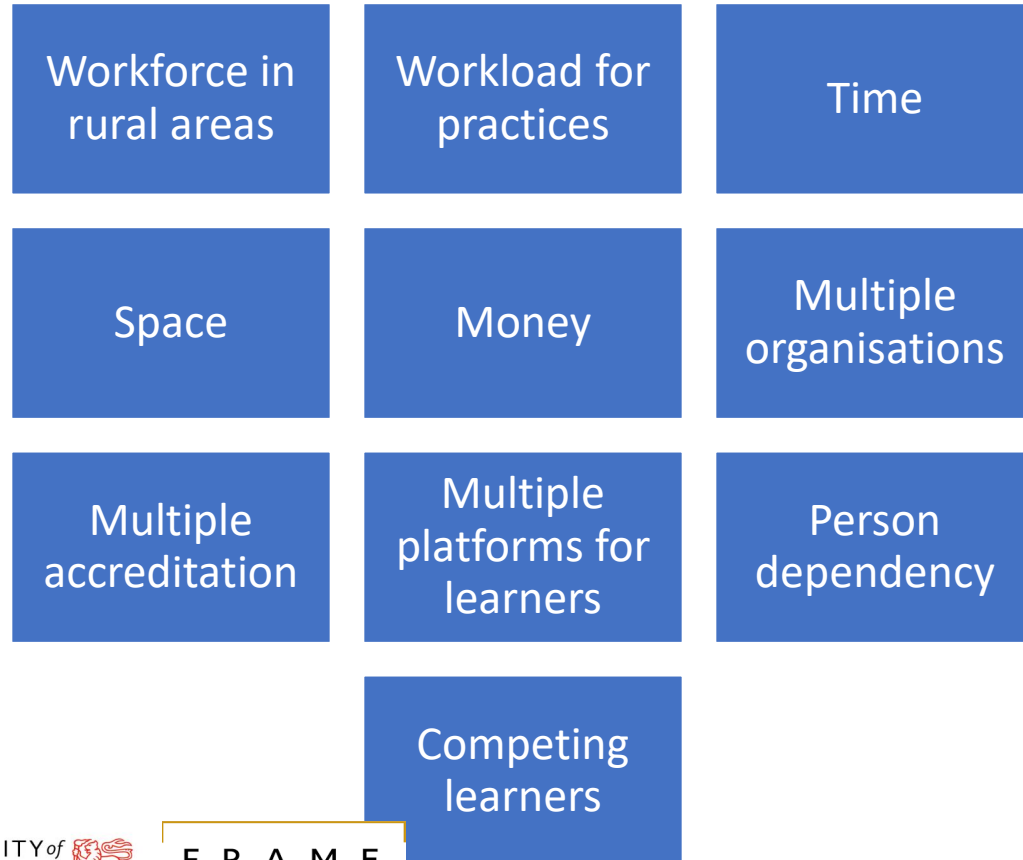 Workforce in
rural areas
Workload for
practices
Time
Space
Money
Multiple
organisations
Multiple
accreditation
Multiple
platforms for
learners
Person
dependency
Competing
learners
ITY of
F R A M E